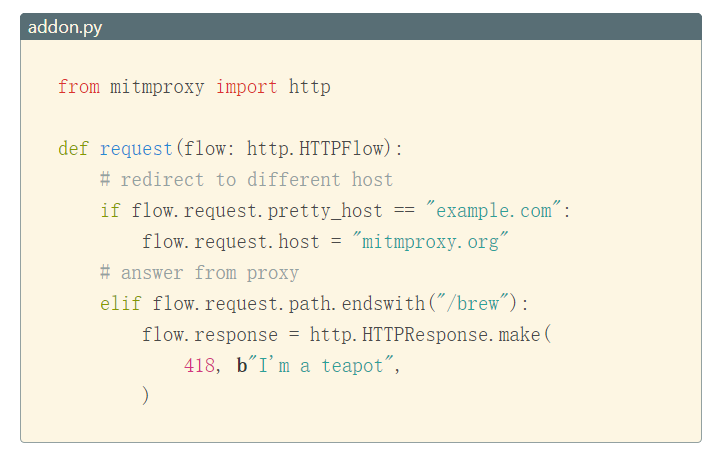 addon.py
from mitmproxy import http
def request(flow: http.HTTPFlow):
# redirect to different host
if flow.request.pretty_host == "example.com":
flow.request.host = "mitmproxy.org"
# answer from proxy
elif flow.request.path.endswith("/brew"):
flow.response = http.HTTPResponse.make(
418, b"I'm a teapot",
)